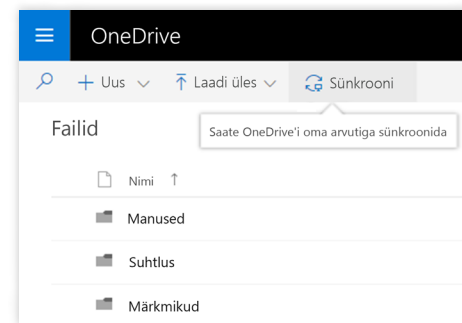 OneDrive
Uus Laadi üles Sünkrooni
Failid
Saate OneDrive'i oma arvutiga sünkroonida
Nimi
Manused
Suhtlus
Märkmikud